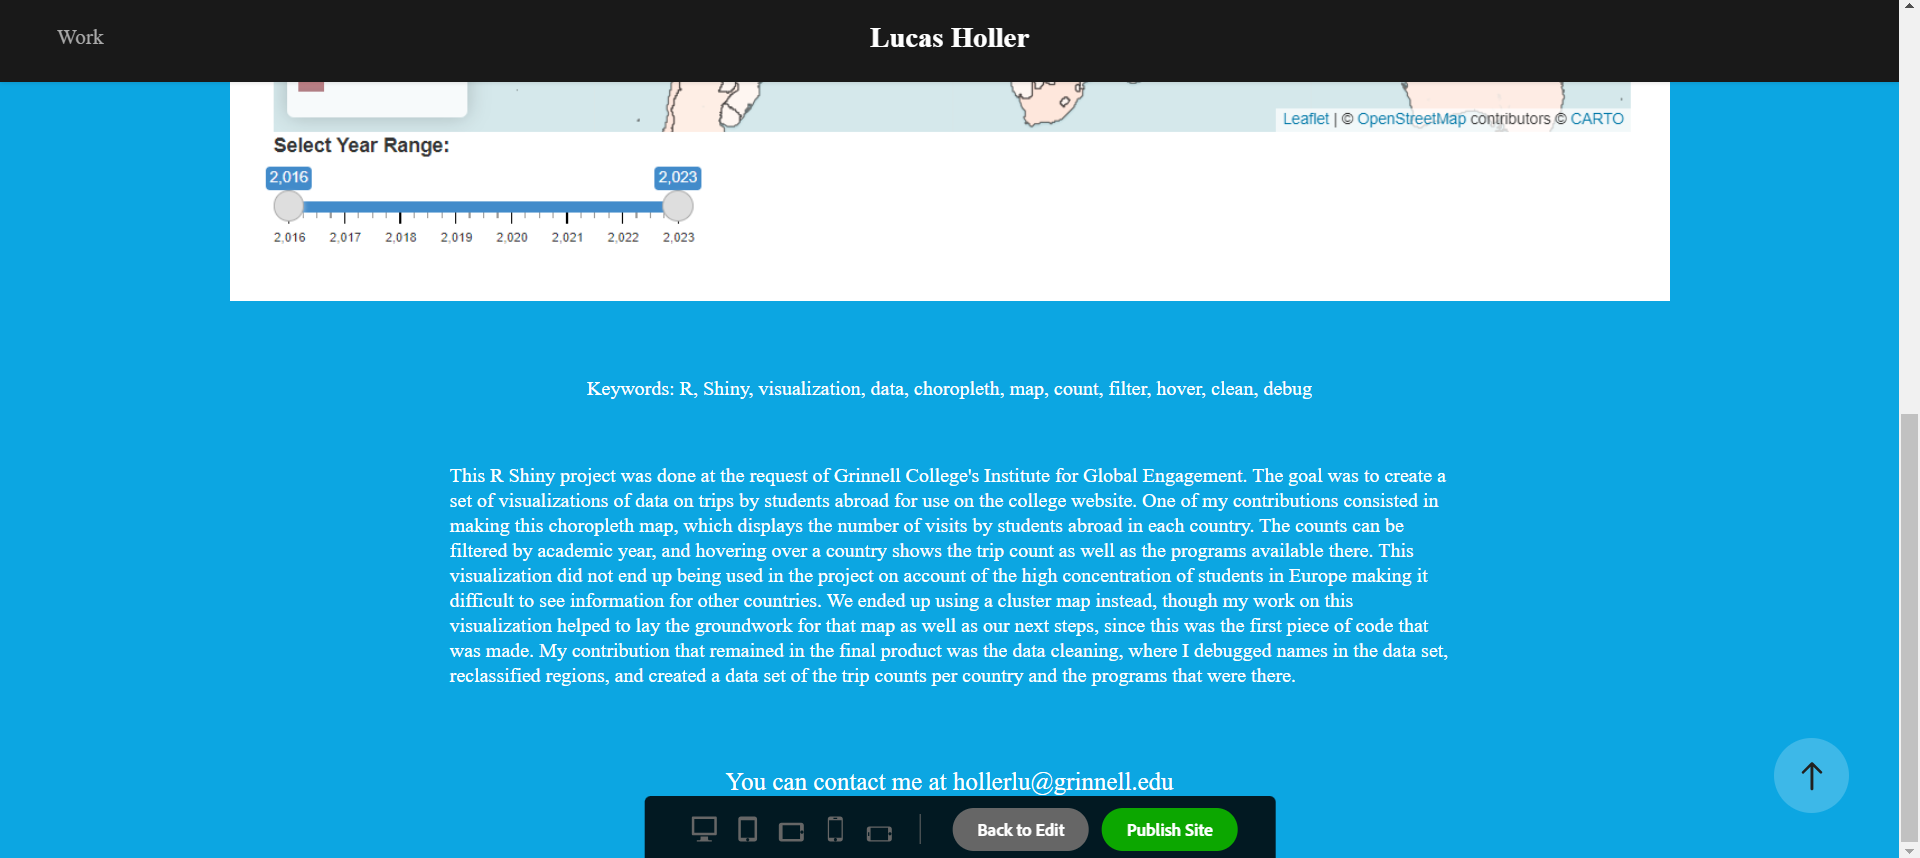 Work
Lucas Holler
Leaflet | © OpenStreetMap contributors © CARTO
Select Year Range:
2,016 2,023
2,016 2,017 2,018 2,019 2,020 2,021 2,022 2,023
Keywords: R, Shiny, visualization, data, choropleth, map, count, filter, hover, clean, debug
This R Shiny project was done at the request of Grinnell College's Institute for Global Engagement. The goal was to create a
set of visualizations of data on trips by students abroad for use on the college website. One of my contributions consisted in
making this choropleth map, which displays the number of visits by students abroad in each country. The counts can be
filtered by academic year, and hovering over a country shows the trip count as well as the programs available there. This
visualization did not end up being used in the project on account of the high concentration of students in Europe making it
difficult to see information for other countries. We ended up using a cluster map instead, though my work on this
visualization helped to lay the groundwork for that map as well as our next steps, since this was the first piece of code that
was made. My contribution that remained in the final product was the data cleaning, where I debugged names in the data set,
reclassified regions, and created a data set of the trip counts per country and the programs that were there.
You can contact me at hollerlu@grinnell.edu
Back to Edit
Publish Site